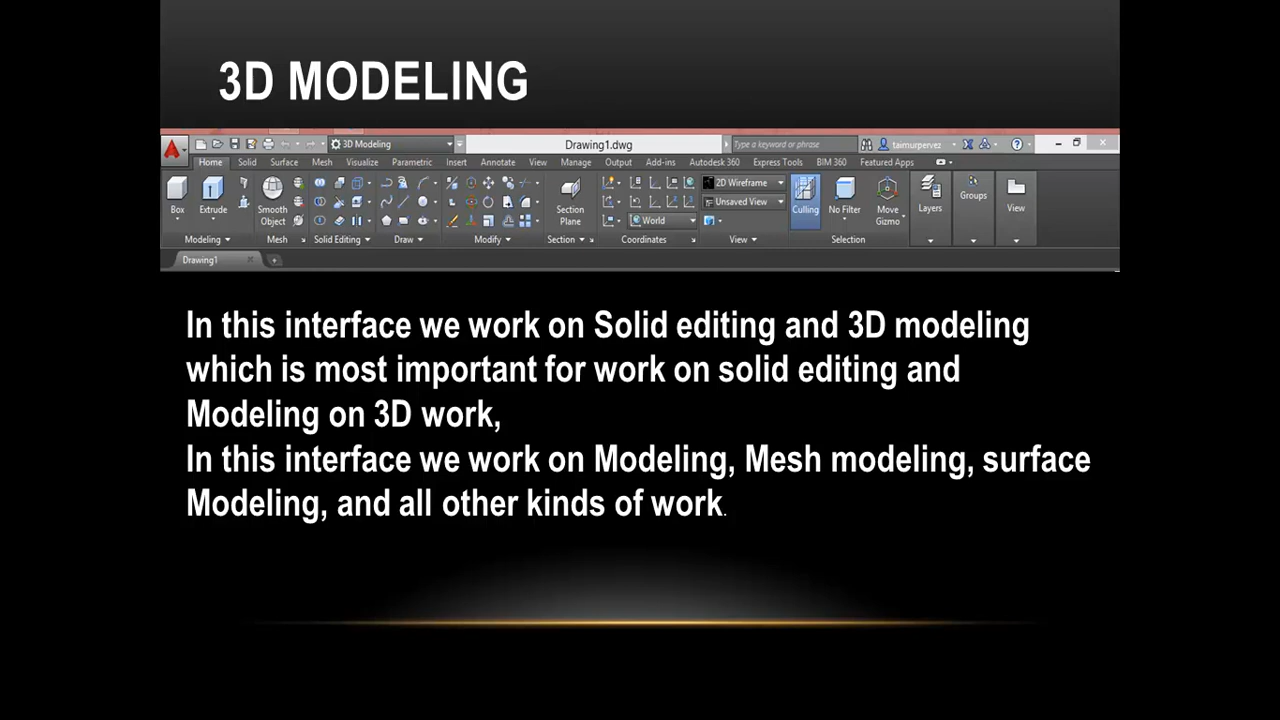 3D MODELING
3D Modeling Drawing1.dwg Type a keyword or phrase taimurpervez
Home Solid Surface Mesh Visualize Parametric Insert Annotate View Manage Output Add-ins Autodesk 360 Express Tools BIM 360 Featured Apps
2D Wireframe
Unsaved View
World
Box Extrude Smooth Object Section Plane Culling No Filter Move Gizmo Layers Groups View
Modeling Mesh Solid Editing Draw Modify Section Coordinates View Selection
Drawing1
In this interface we work on Solid editing and 3D modeling
which is most important for work on solid editing and
Modeling on 3D work,
In this interface we work on Modeling, Mesh modeling, surface
Modeling, and all other kinds of work.